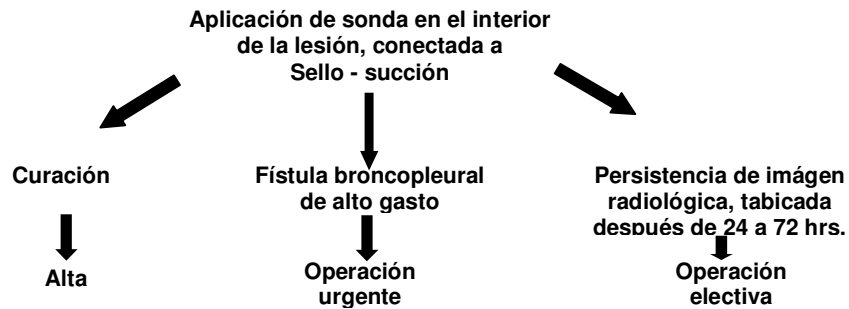 Aplicación de sonda en el interior
de la lesión, conectada a
Sello - succión
Curación
Fístula broncopleural
de alto gasto
Persistencia de imágen
radiológica, tabicada
después de 24 a 72 hrs.
Alta
Operación
urgente
Operación
electiva